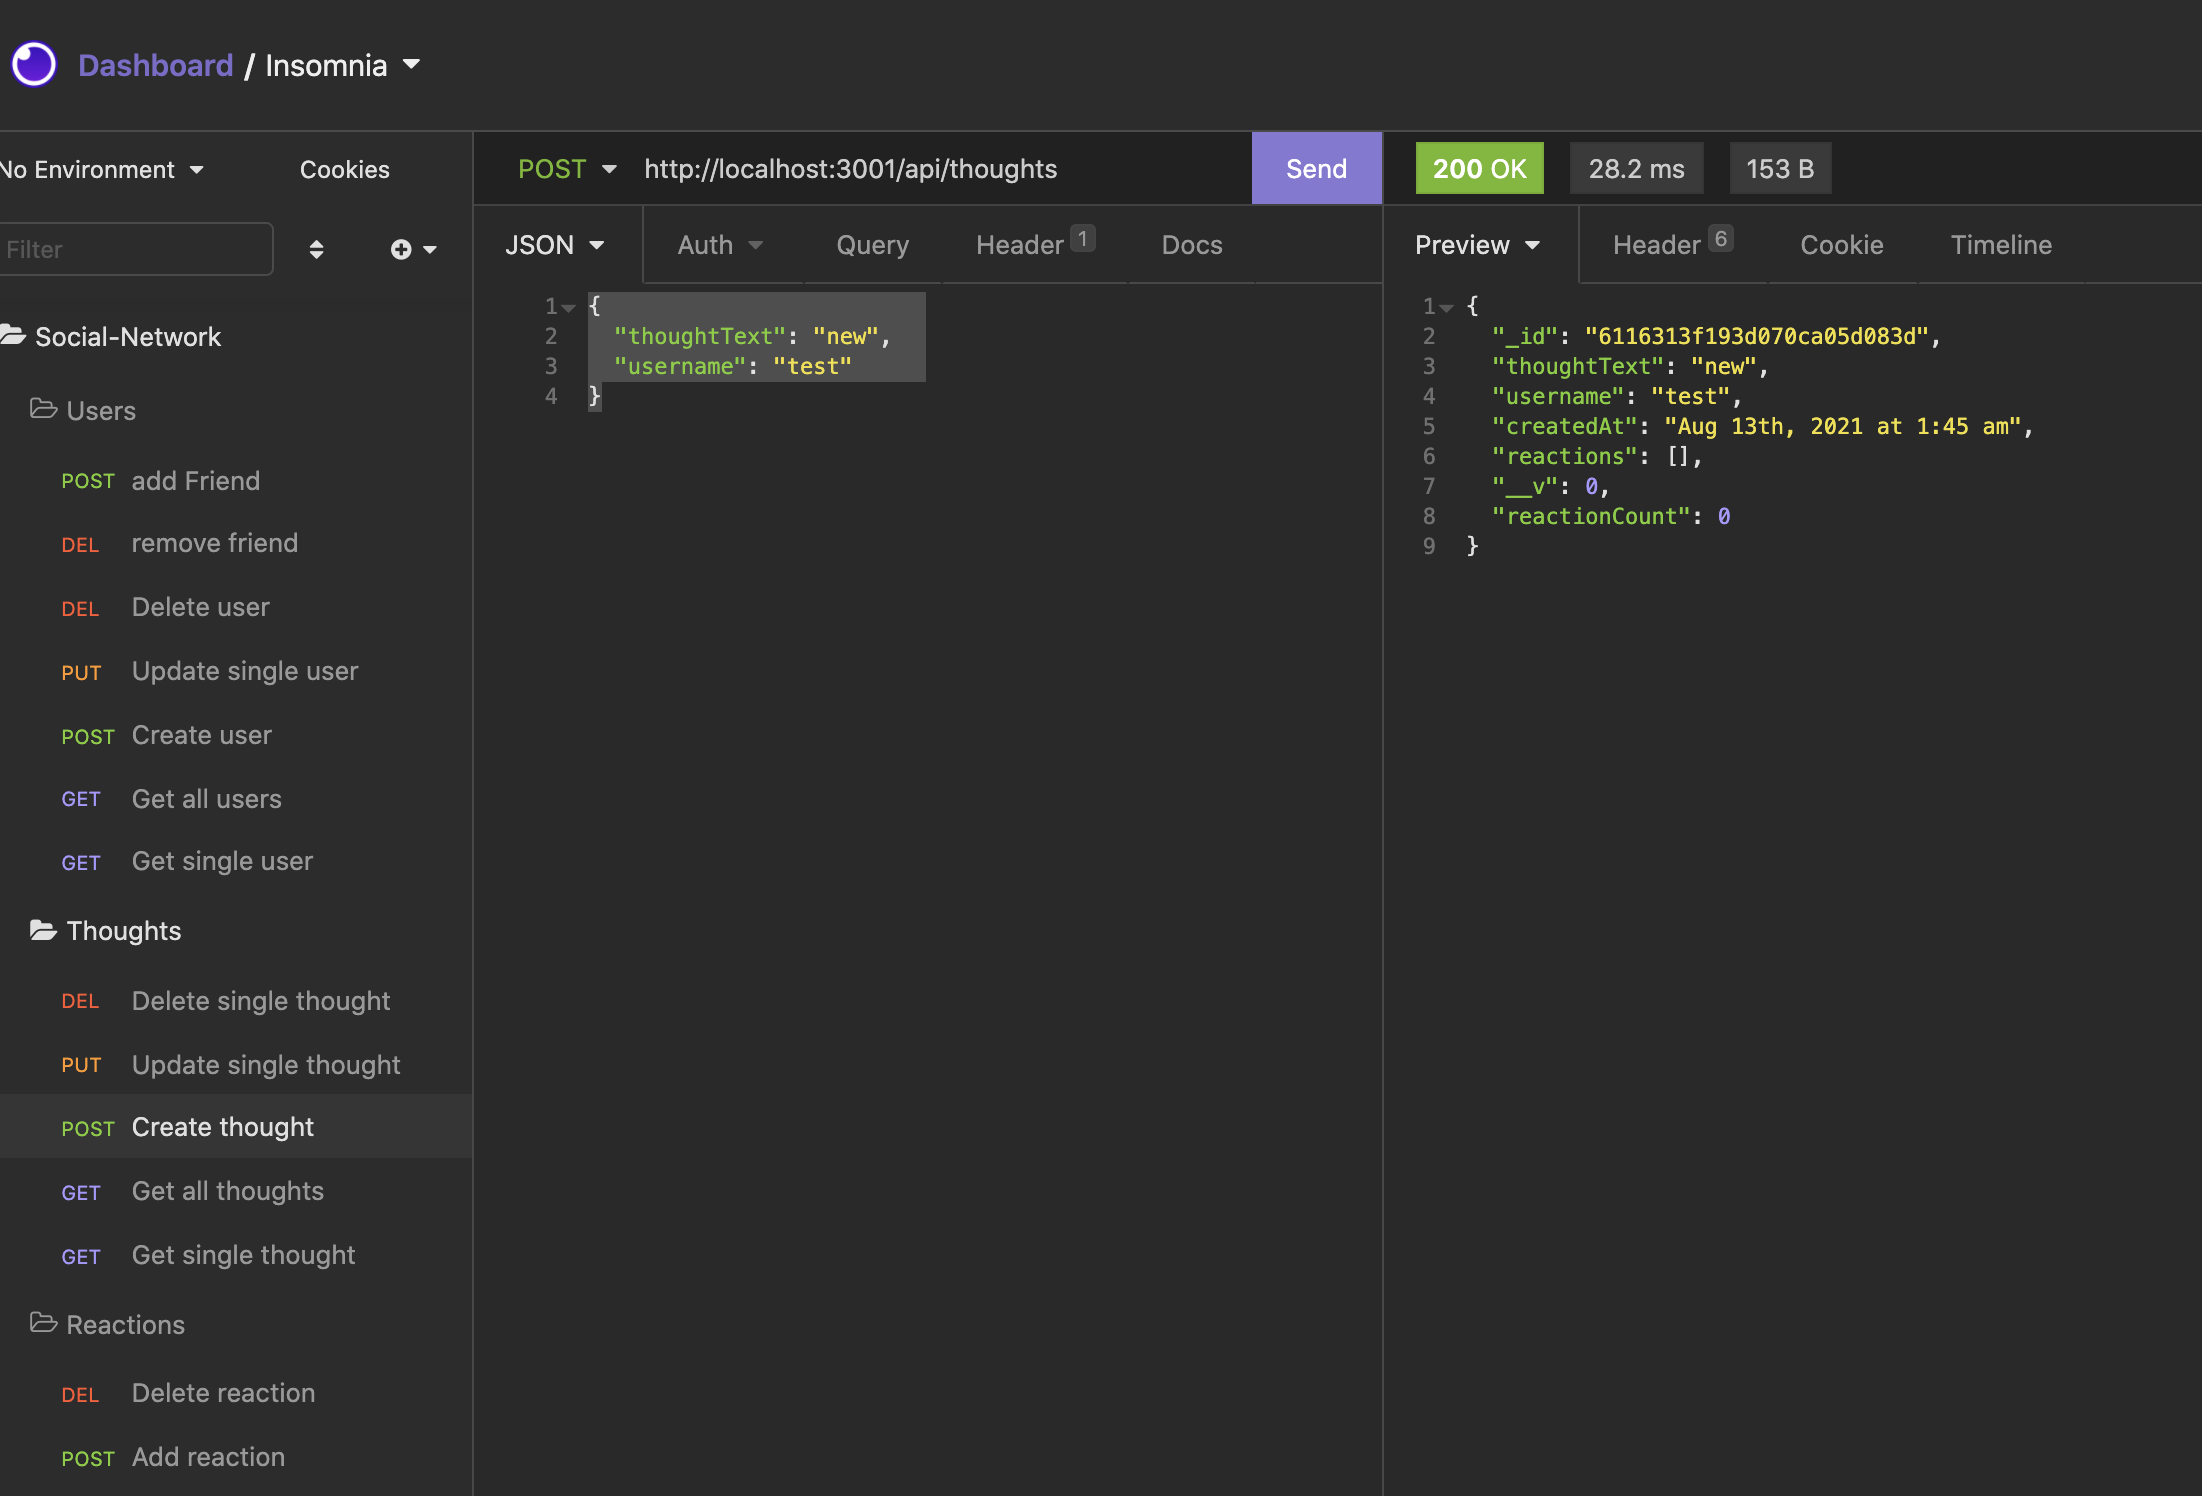 Dashboard / Insomnia
No Environment Cookies
Filter
Social-Network
Users
POST add Friend
DEL remove friend
DEL Delete user
PUT Update single user
POST Create user
GET Get all users
GET Get single user
Thoughts
DEL Delete single thought
PUT Update single thought
POST Create thought
GET Get all thoughts
GET Get single thought
Reactions
DEL Delete reaction
POST Add reaction
POST http://localhost:3001/api/thoughts Send
JSON Auth Query Header 1 Docs
1 {
2 "thoughtText": "new",
3 "username": "test"
4 }
200 OK 28.2 ms 153 B
Preview Header 6 Cookie Timeline
1 {
2 "_id": "6116313f193d070ca05d083d",
3 "thoughtText": "new",
4 "username": "test",
5 "createdAt": "Aug 13th, 2021 at 1:45 am",
6 "reactions": [],
7 "__v": 0,
8 "reactionCount": 0
9 }